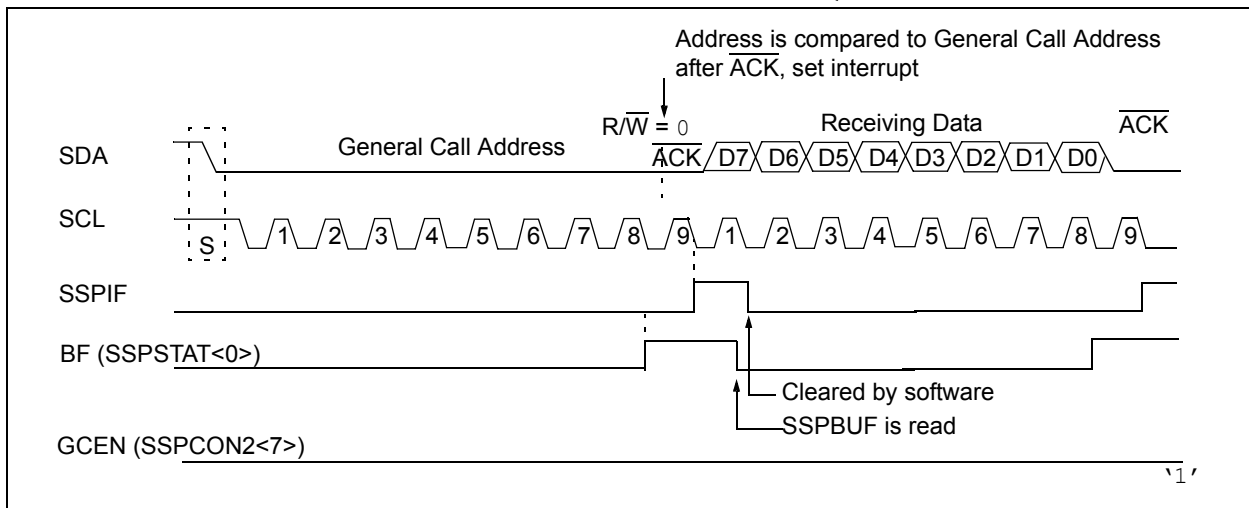 Address is compared to General Call Address
after ACK, set interrupt
R/W = 0
Receiving Data
ACK
SDA
General Call Address
ACK
D7 D6 D5 D4 D3 D2 D1 D0
SCL
S
1 2 3 4 5 6 7 8 9 1 2 3 4 5 6 7 8 9
SSPIF
BF (SSPSTAT<0>)
Cleared by software
SSPBUF is read
GCEN (SSPCON2<7>)
‘1’